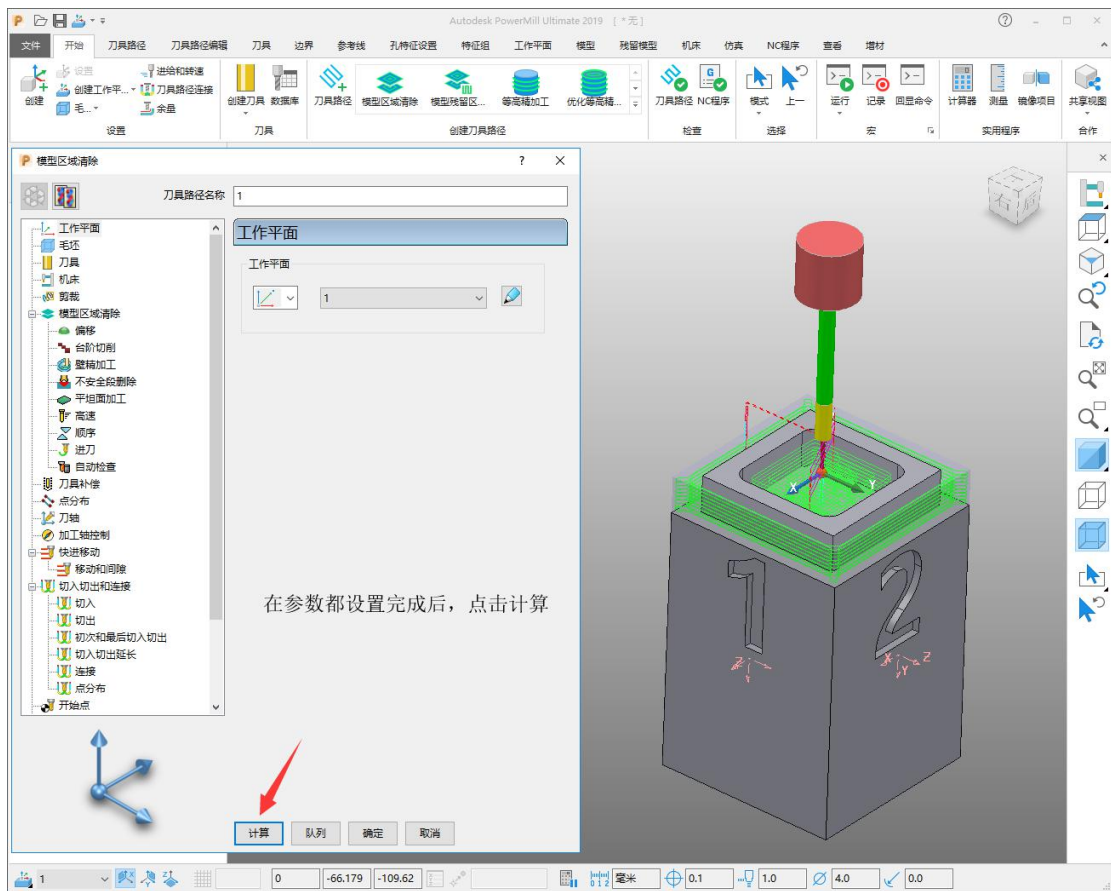 Autodesk PowerMill Ultimate 2019 [ *无 ]
文件 开始 刀具路径 刀具路径编辑 刀具 边界 参考线 孔特征设置 特征组 工作平面 模型 残留模型 机床 仿真 NC程序 查看 增材
设置 进给和转速
创建工作平... 刀具路径连接
毛... 余量
创建 创建刀具 数据库 刀具路径 模型区域清除 模型残留区... 等高精加工 优化等高精... 刀具路径 NC程序 模式 上一 运行 记录 回显命令 计算器 测量 镜像项目 共享视图
设置 刀具 创建刀具路径 检查 选择 宏 实用程序 合作
模型区域清除 ? ×
刀具路径名称 1
工作平面
毛坯
刀具
机床
剪裁
模型区域清除
偏移
台阶切削
壁精加工
不安全段删除
平坦面加工
高速
顺序
进刀
自动检查
刀具补偿
点分布
刀轴
加工轴控制
快进移动
移动和间隙
切入切出和连接
切入
切出
初次和最后切入切出
切入切出延长
连接
点分布
开始点
工作平面
工作平面
1
在参数都设置完成后，点击计算
计算 队列 确定 取消
X Y
1 2
Z Y
X Y Z
1 0 -66.179 -109.62 毫米 0.1 1.0 4.0 0.0